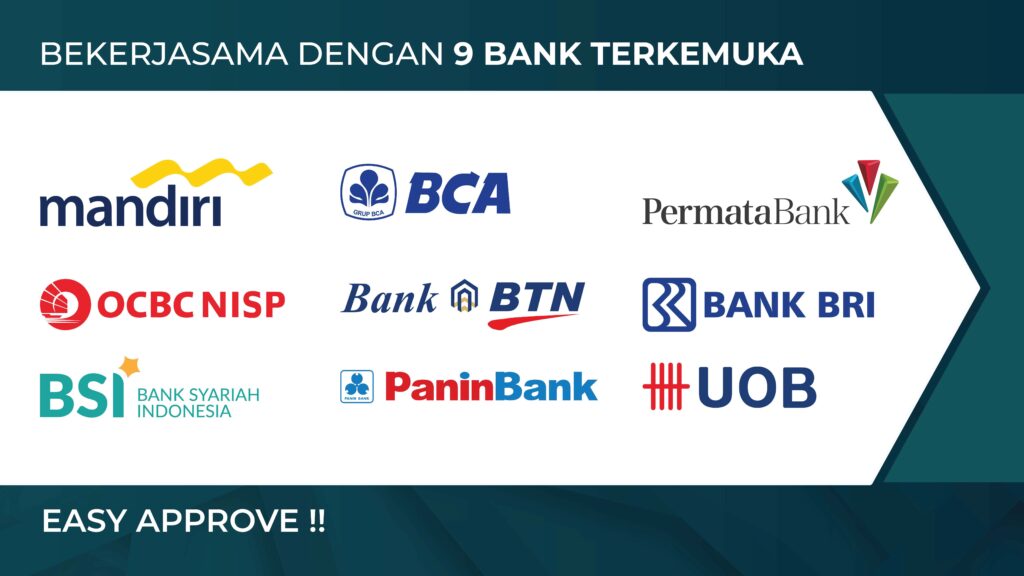 BEKERJASAMA DENGAN 9 BANK TERKEMUKA
mandiri
GRUP BCA
BCA
PermataBank
OCBC NISP
Bank BTN
BANK BRI
BSI BANK SYARIAH
INDONESIA
PANIN BANK
PaninBank
UOB
EASY APPROVE !!